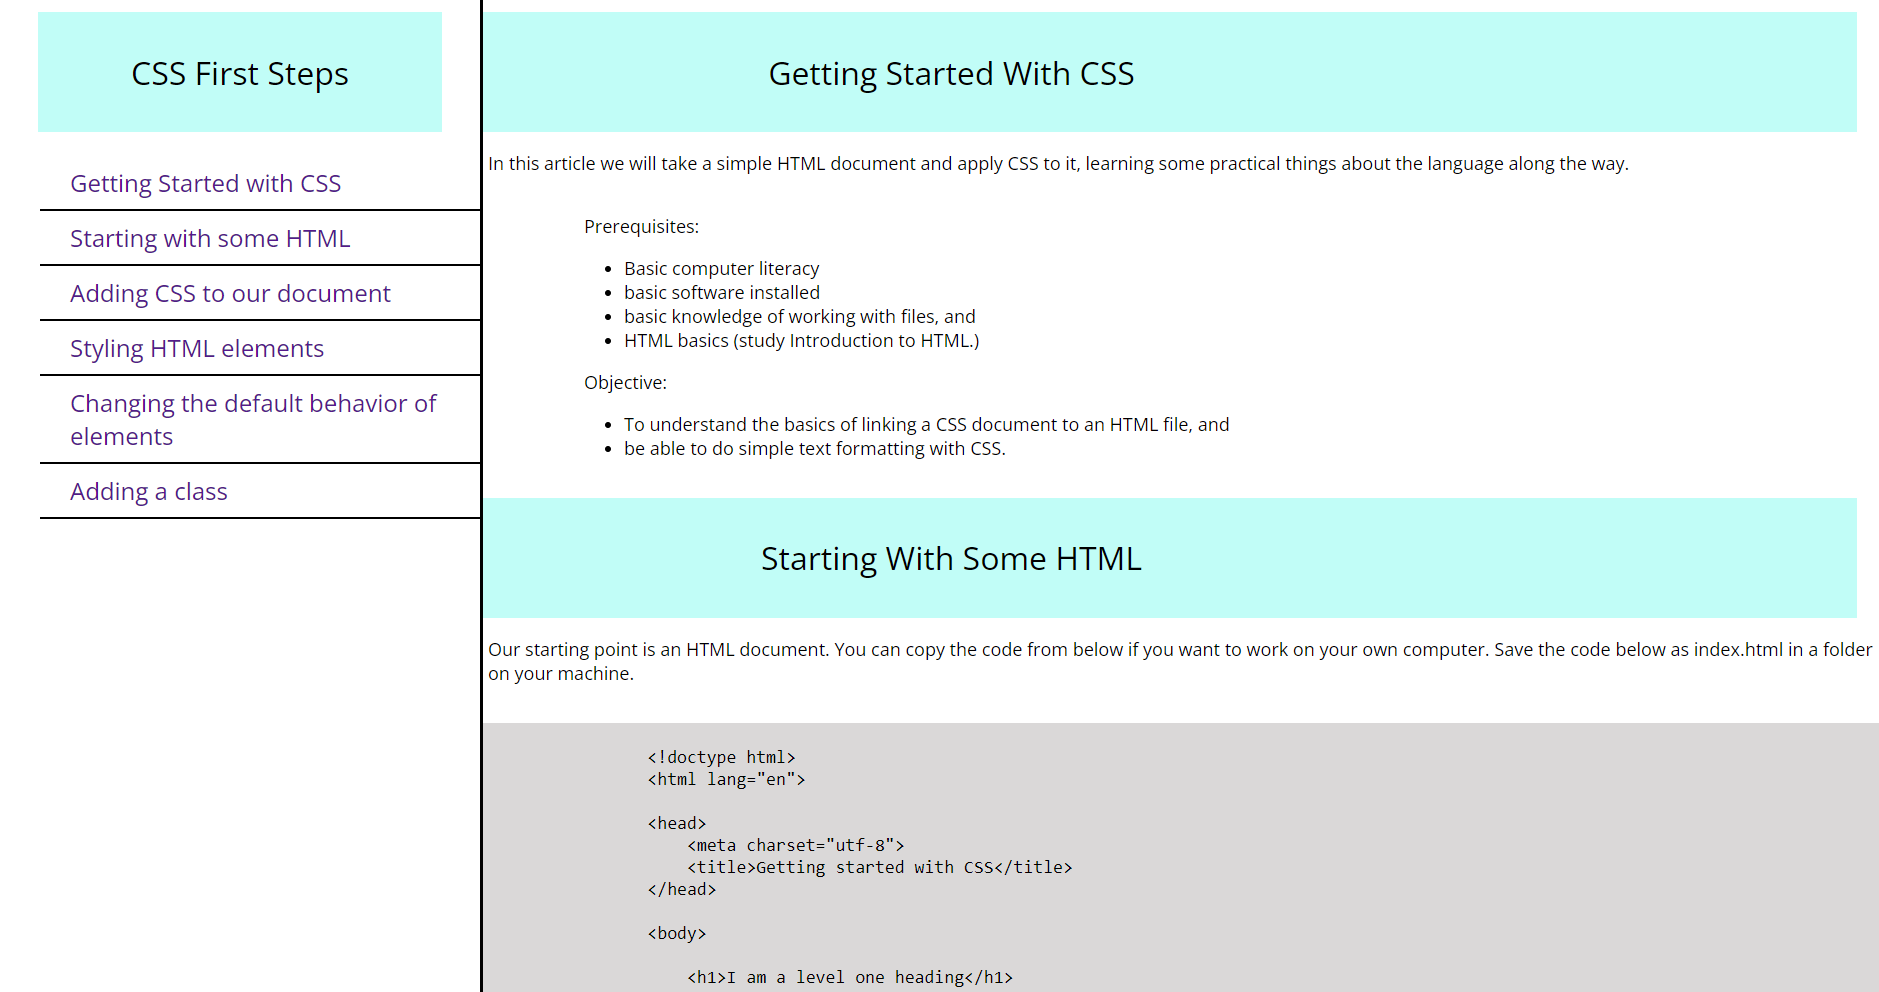 CSS First Steps
Getting Started with CSS
Starting with some HTML
Adding CSS to our document
Styling HTML elements
Changing the default behavior of
elements
Adding a class
Getting Started With CSS
In this article we will take a simple HTML document and apply CSS to it, learning some practical things about the language along the way.
Prerequisites:
• Basic computer literacy
• basic software installed
• basic knowledge of working with files, and
• HTML basics (study Introduction to HTML.)
Objective:
• To understand the basics of linking a CSS document to an HTML file, and
• be able to do simple text formatting with CSS.
Starting With Some HTML
Our starting point is an HTML document. You can copy the code from below if you want to work on your own computer. Save the code below as index.html in a folder
on your machine.
<!doctype html>
<html lang="en">
<head>
    <meta charset="utf-8">
    <title>Getting started with CSS</title>
</head>
<body>
    <h1>I am a level one heading</h1>